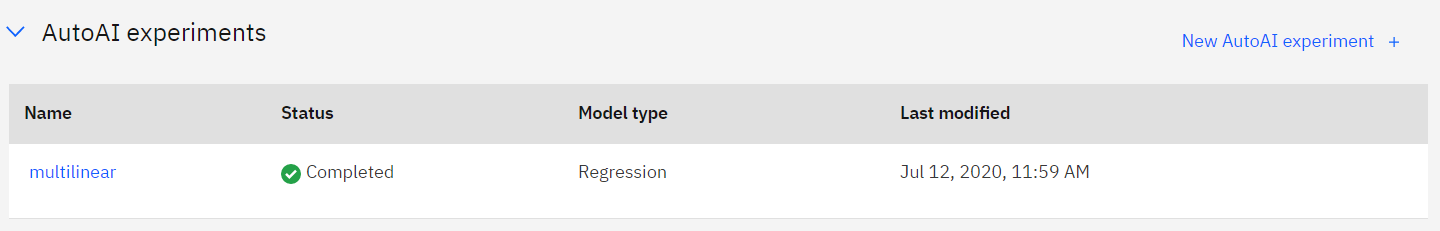 AutoAI experiments
New AutoAI experiment +
Name Status Model type Last modified
multilinear Completed Regression Jul 12, 2020, 11:59 AM